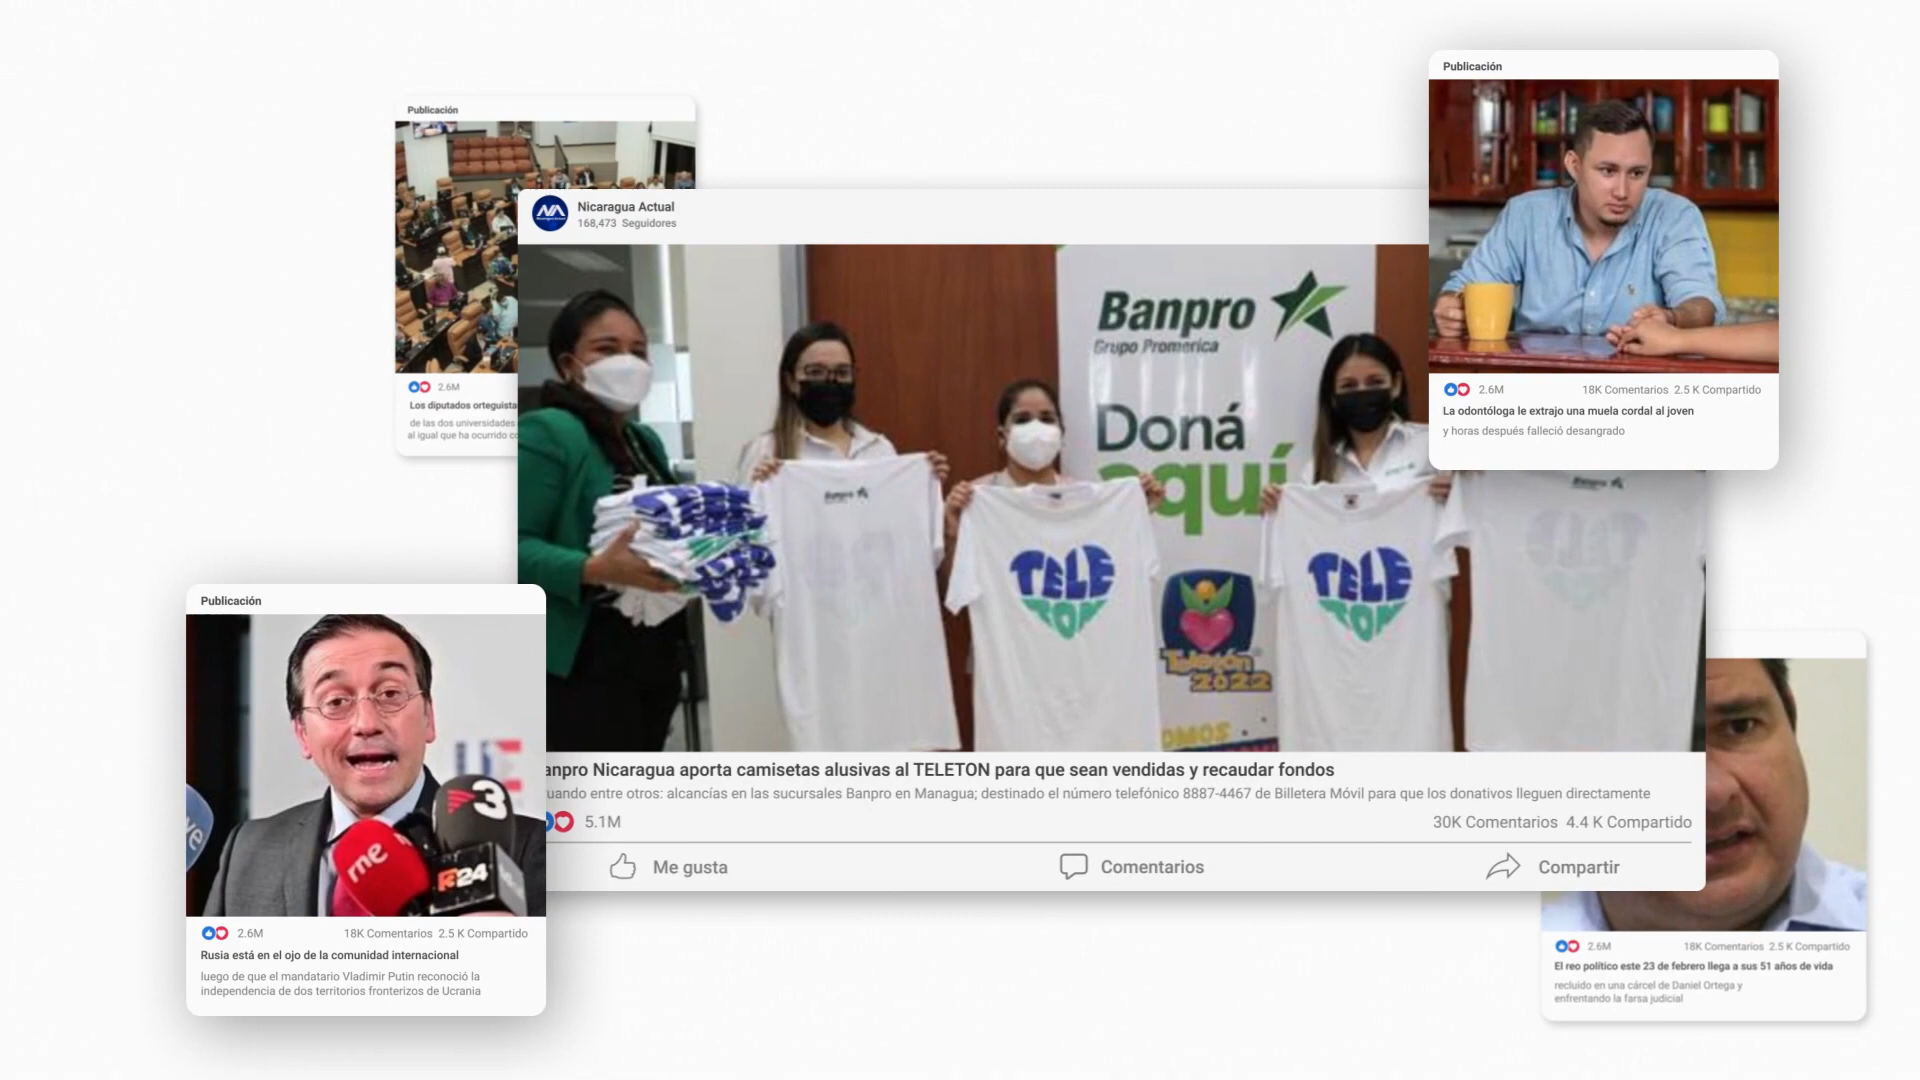 Publicación
2.6M
Los diputados orteguista
de las dos universidades
al igual que ha ocurrido
Nicaragua Actual
168,473 Seguidores
Banpro
Grupo Promerica
Doná
aquí
Banpro
Banpro
TELE
TON
TELE
TON
Teletón
2022
anpro Nicaragua aporta camisetas alusivas al TELETON para que sean vendidas y recaudar fondos
uando entre otros: alcancías en las sucursales Banpro en Managua; destinado el número telefónico 8887-4467 de Billetera Móvil para que los donativos lleguen directamente
5.1M
30K Comentarios 4.4 K Compartido
Me gusta
Comentarios
Compartir
Publicación
2.6M
18K Comentarios 2.5 K Compartido
La odontóloga le extrajo una muela cordal al joven
y horas después falleció desangrado
Publicación
3
rne
24
2.6M
18K Comentarios 2.5 K Compartido
Rusia está en el ojo de la comunidad internacional
luego de que el mandatario Vladimir Putin reconoció la
independencia de dos territorios fronterizos de Ucrania
2.6M
18K Comentarios 2.5 K Compartido
El reo político este 23 de febrero llega a sus 51 años de vida
recluido en una cárcel de Daniel Ortega y
enfrentando la farsa judicial